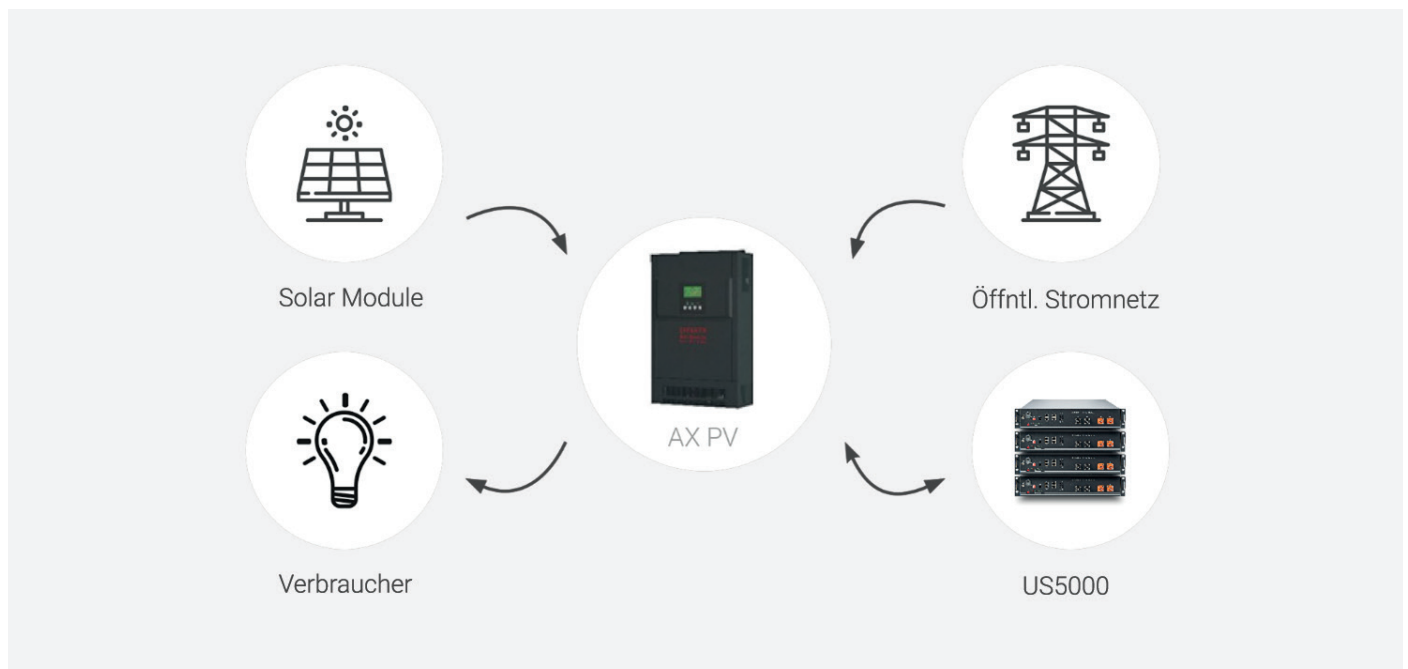 Solar Module
Öffntl. Stromnetz
AX PV
Verbraucher
US5000